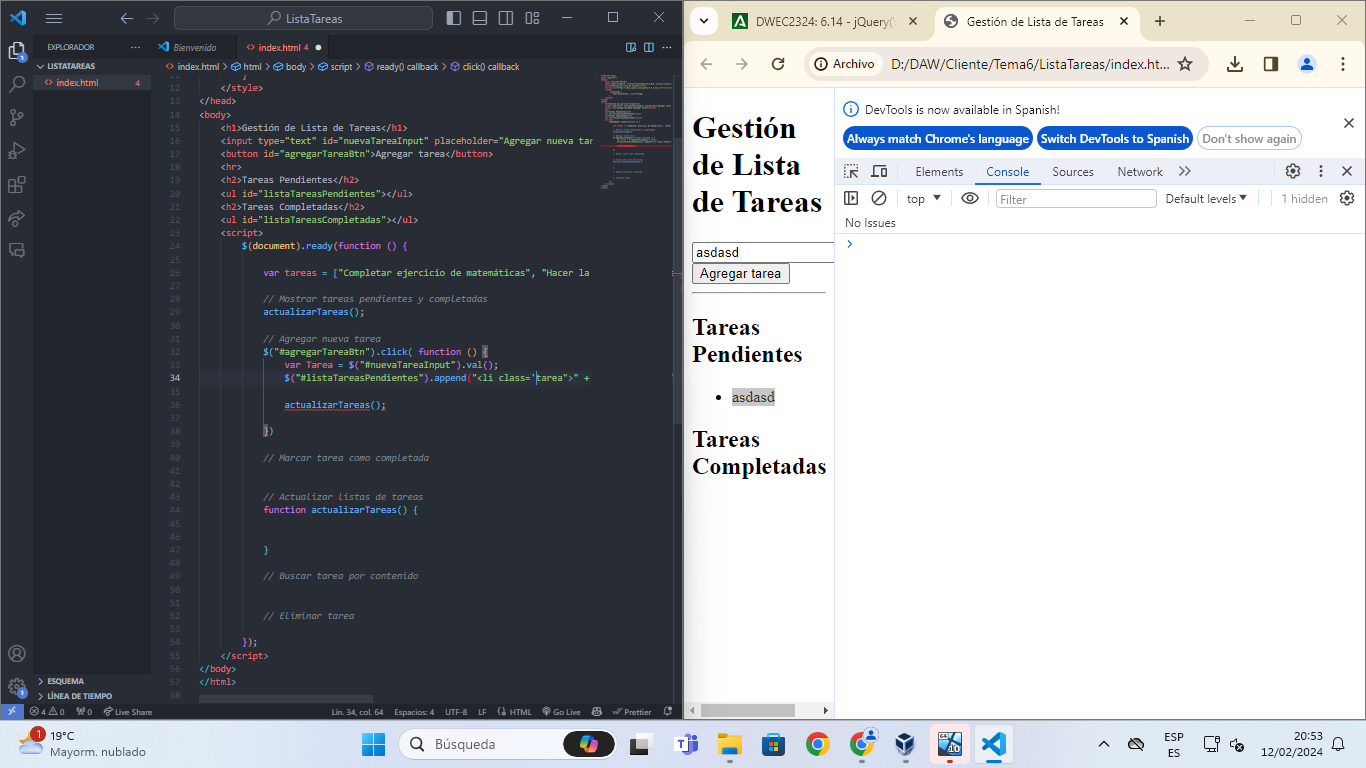 ListaTareas
EXPLORADOR
LISTATAREAS
index.html 4
Bienvenido
index.html 4
index.html > html > body > script > ready() callback > click() callback
12 </style>
13 </head>
14 <body>
15 <h1>Gestión de Lista de Tareas</h1>
16 <input type="text" id="nuevaTareaInput" placeholder="Agregar nueva tar
17 <button id="agregarTareaBtn">Agregar tarea</button>
18 <hr>
19 <h2>Tareas Pendientes</h2>
20 <ul id="listaTareasPendientes"></ul>
21 <h2>Tareas Completadas</h2>
22 <ul id="listaTareasCompletadas"></ul>
23 <script>
24 $(document).ready(function () {
25
26 var tareas = ["Completar ejercicio de matemáticas", "Hacer la
27
28 // Mostrar tareas pendientes y completadas
29 actualizarTareas();
30
31 // Agregar nueva tarea
32 $("#agregarTareaBtn").click( function () {
33 var Tarea = $("#nuevaTareaInput").val();
34 $("#listaTareasPendientes").append("<li class='tarea">" +
35
36 actualizarTareas();
37
38 })
39
40 // Marcar tarea como completada
41
42
43 // Actualizar listas de tareas
44 function actualizarTareas() {
45
46
47 }
48
49 // Buscar tarea por contenido
50
51
52 // Eliminar tarea
53
54 });
55 </script>
56 </body>
57 </html>
58
ESQUEMA
LÍNEA DE TIEMPO
4 0 0 Live Share Lín. 34, col. 64 Espacios: 4 UTF-8 LF HTML Go Live Prettier
DWEC2324: 6.14 - jQuery(
Gestión de Lista de Tareas
Archivo D:/DAW/Cliente/Tema6/ListaTareas/index.ht...
Gestión
de Lista
de Tareas
asdasd
Agregar tarea
Tareas
Pendientes
asdasd
Tareas
Completadas
DevTools is now available in Spanish!
Always match Chrome's language Switch DevTools to Spanish Don't show again
Elements Console Sources Network
top Filter Default levels 1 hidden
No Issues
1
19°C
Mayorm. nublado
Búsqueda
ESP
ES
20:53
12/02/2024